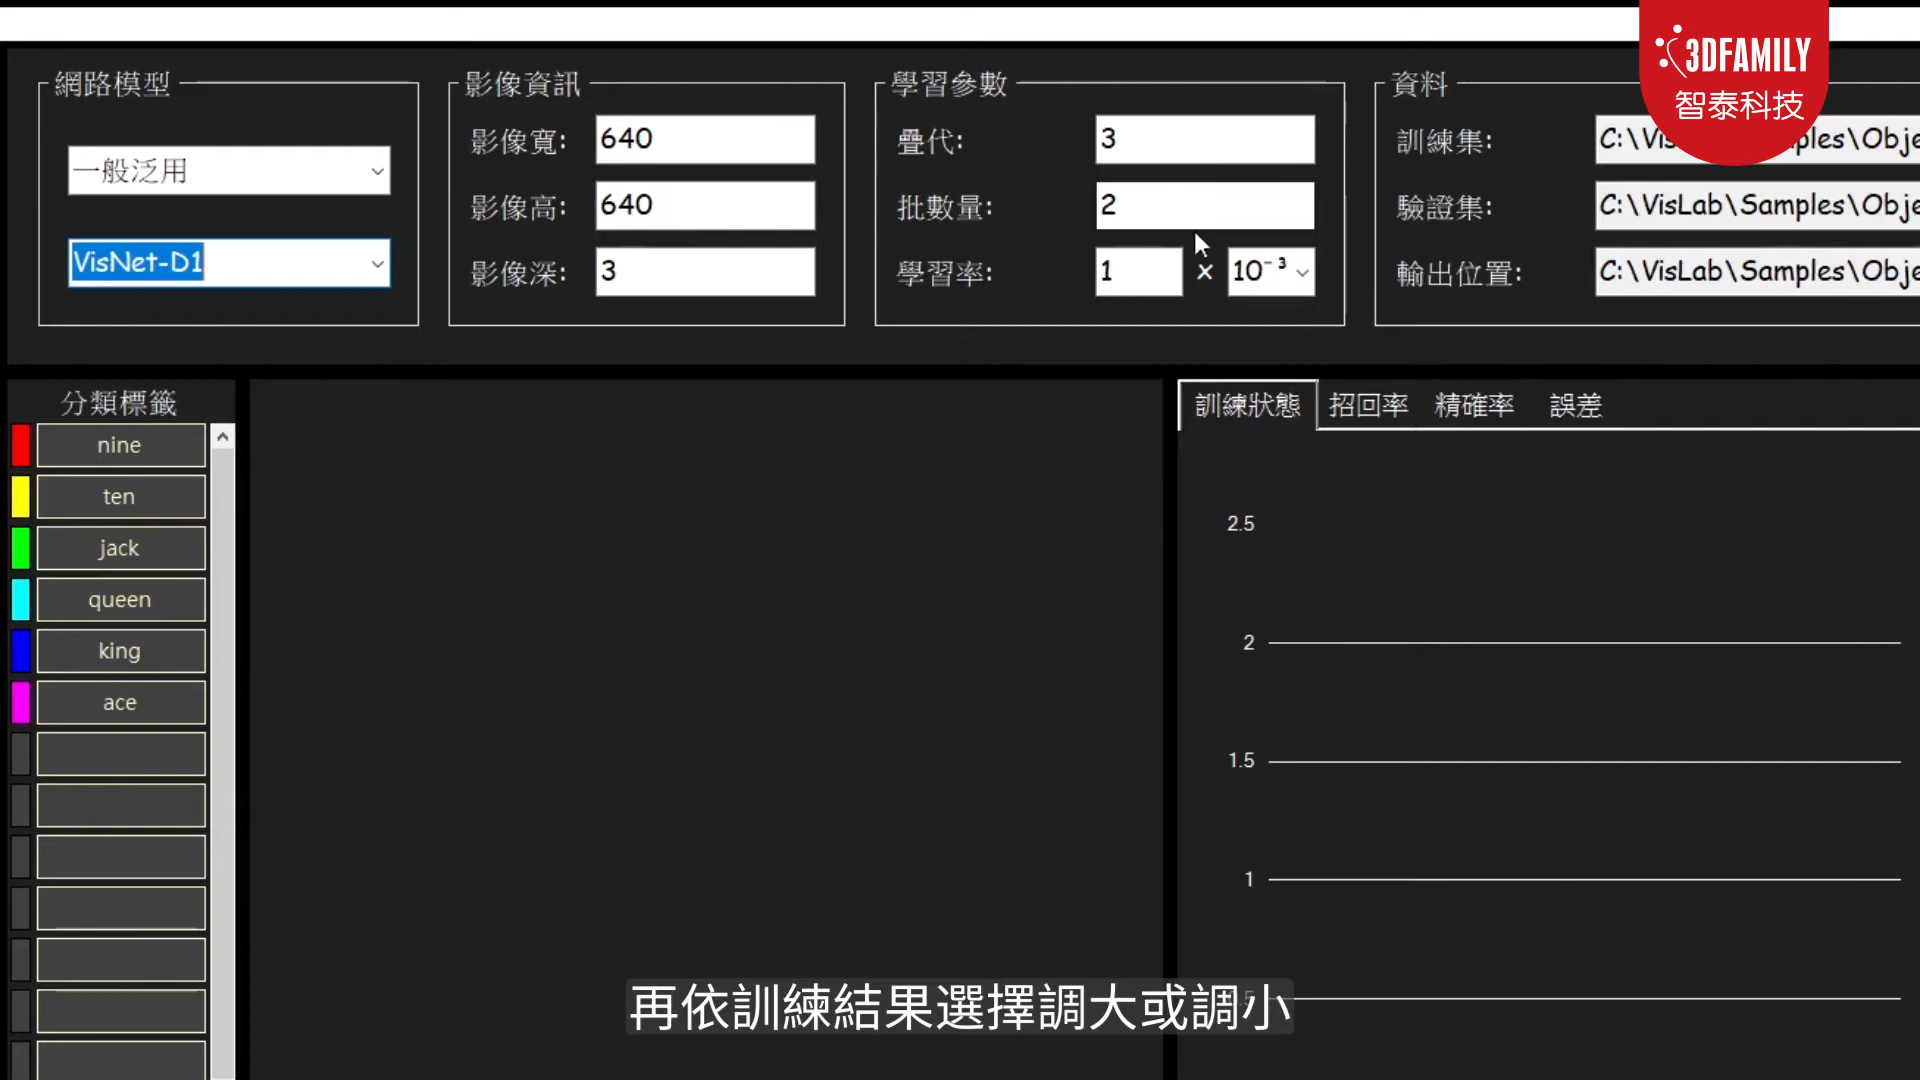 3DFAMILY
智泰科技
網路模型
一般泛用
VisNet-D1
影像資訊
影像寬: 640
影像高: 640
影像深: 3
學習參數
疊代: 3
批數量: 2
學習率: 1 × 10⁻³
資料
訓練集:
驗證集: C:\VisLab\Samples\Obje
輸出位置: C:\VisLab\Samples\Obje
分類標籤
nine
ten
jack
queen
king
ace
訓練狀態 招回率 精確率 誤差
2.5
2
1.5
1
再依訓練結果選擇調大或調小